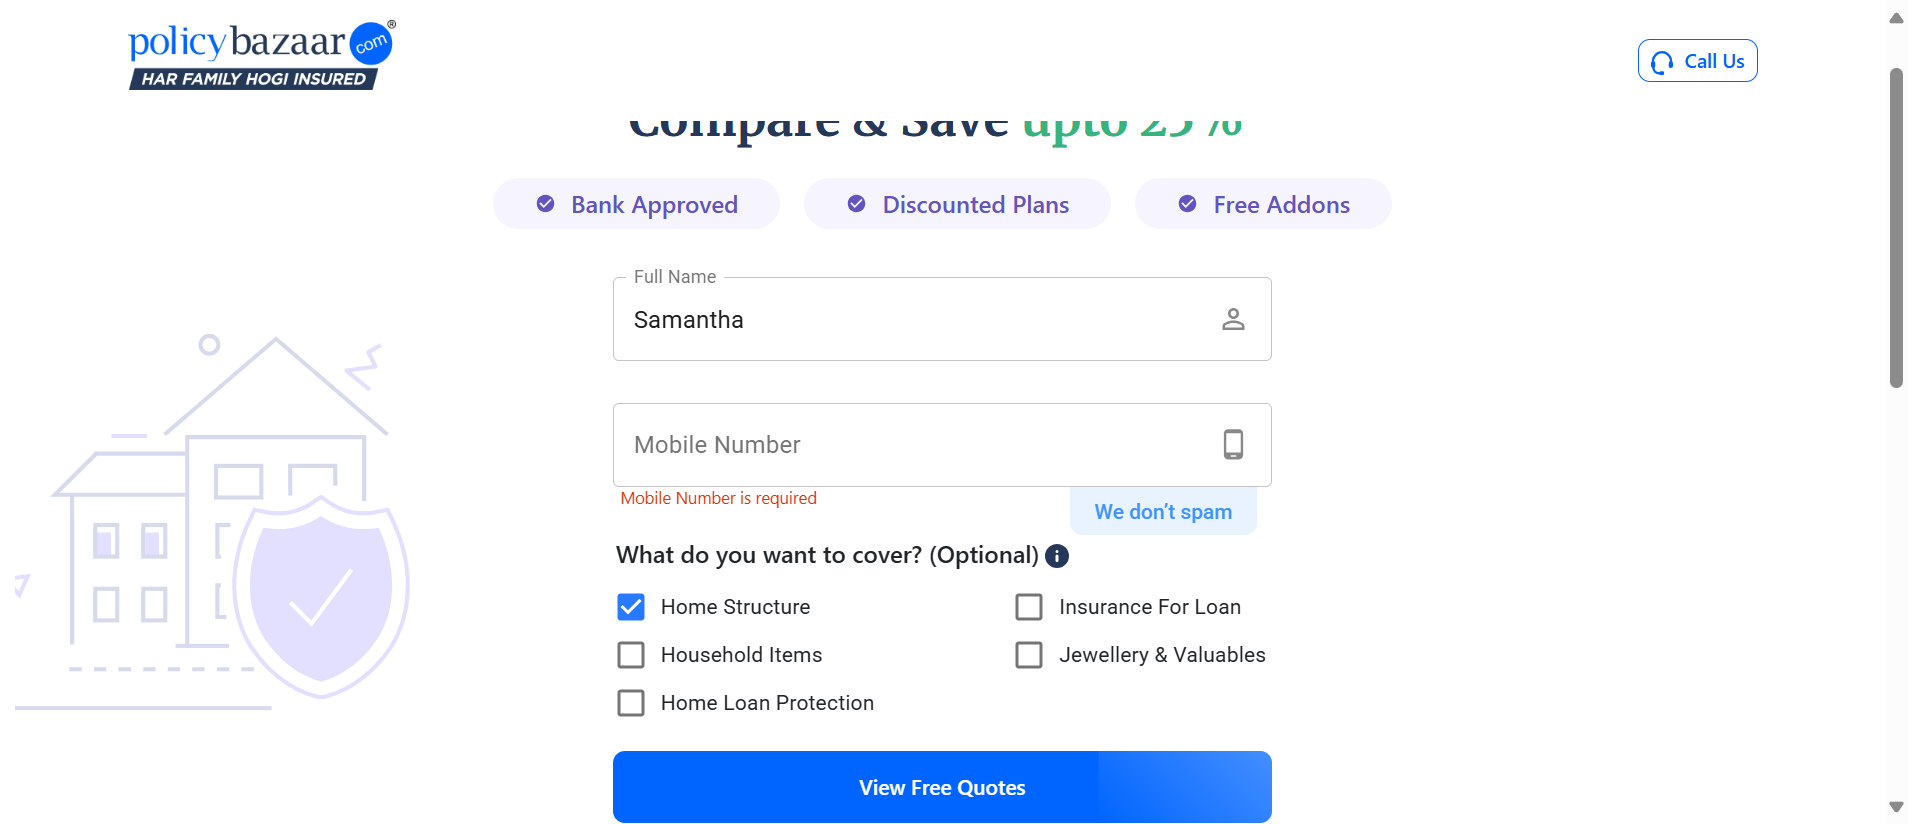 policybazaar com®
HAR FAMILY HOGI INSURED
Call Us
Compare & Save upto 25%
Bank Approved
Discounted Plans
Free Addons
Full Name
Samantha
Mobile Number
Mobile Number is required
We don’t spam
What do you want to cover? (Optional)
Home Structure
Insurance For Loan
Household Items
Jewellery & Valuables
Home Loan Protection
View Free Quotes